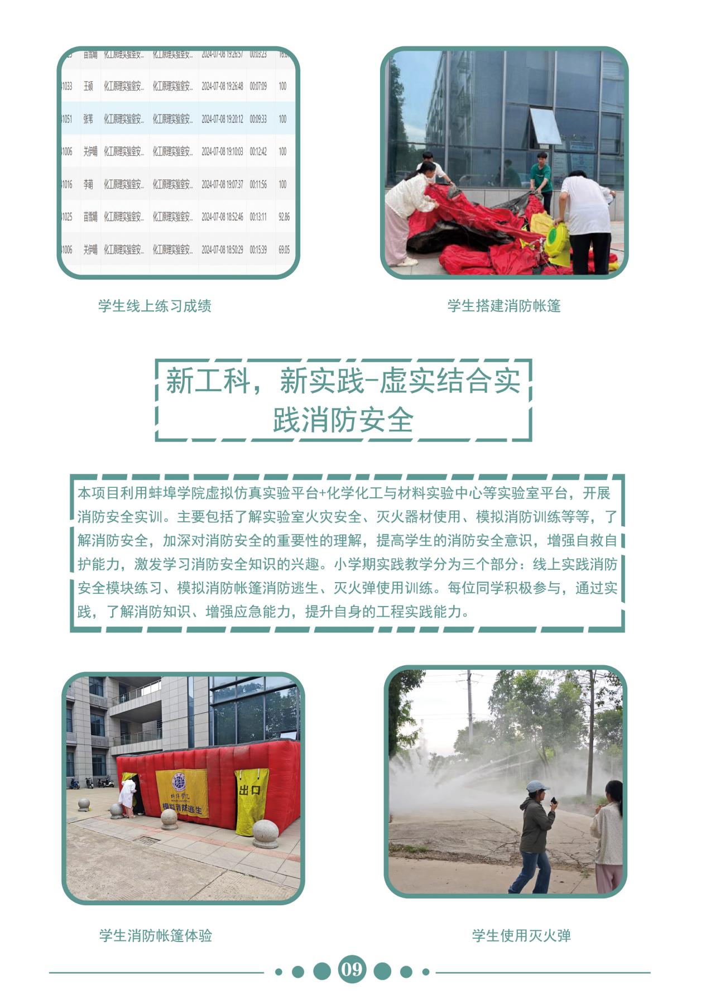 苗雪晴 化工原理实验室安... 化工原理实验室安... 2024-07-08 19:26:57 00:03:23
1033 王硕 化工原理实验室安... 化工原理实验室安... 2024-07-08 19:26:48 00:07:09 100
1051 张苇 化工原理实验室安... 化工原理实验室安... 2024-07-08 19:20:12 00:09:33 100
1006 关伊晴 化工原理实验室安... 化工原理实验室安... 2024-07-08 19:10:03 00:12:42 100
1016 李萌 化工原理实验室安... 化工原理实验室安... 2024-07-08 19:07:37 00:11:56 100
1025 苗雪晴 化工原理实验室安... 化工原理实验室安... 2024-07-08 18:52:46 00:13:11 92.86
1006 关伊晴 化工原理实验室安... 化工原理实验室安... 2024-07-08 18:50:29 00:15:39 69.05
学生线上练习成绩
学生搭建消防帐篷
新工科，新实践-虚实结合实
践消防安全
本项目利用蚌埠学院虚拟仿真实验平台+化学化工与材料实验中心等实验室平台，开展
消防安全实训。主要包括了解实验室火灾安全、灭火器材使用、模拟消防训练等等，了
解消防安全，加深对消防安全的重要性的理解，提高学生的消防安全意识，增强自救自
护能力，激发学习消防安全知识的兴趣。小学期实践教学分为三个部分：线上实践消防
安全模块练习、模拟消防帐篷消防逃生、灭火弹使用训练。每位同学积极参与，通过实
践，了解消防知识、增强应急能力，提升自身的工程实践能力。
蚌埠学院
模拟消防逃生
出口
学生消防帐篷体验
学生使用灭火弹
09